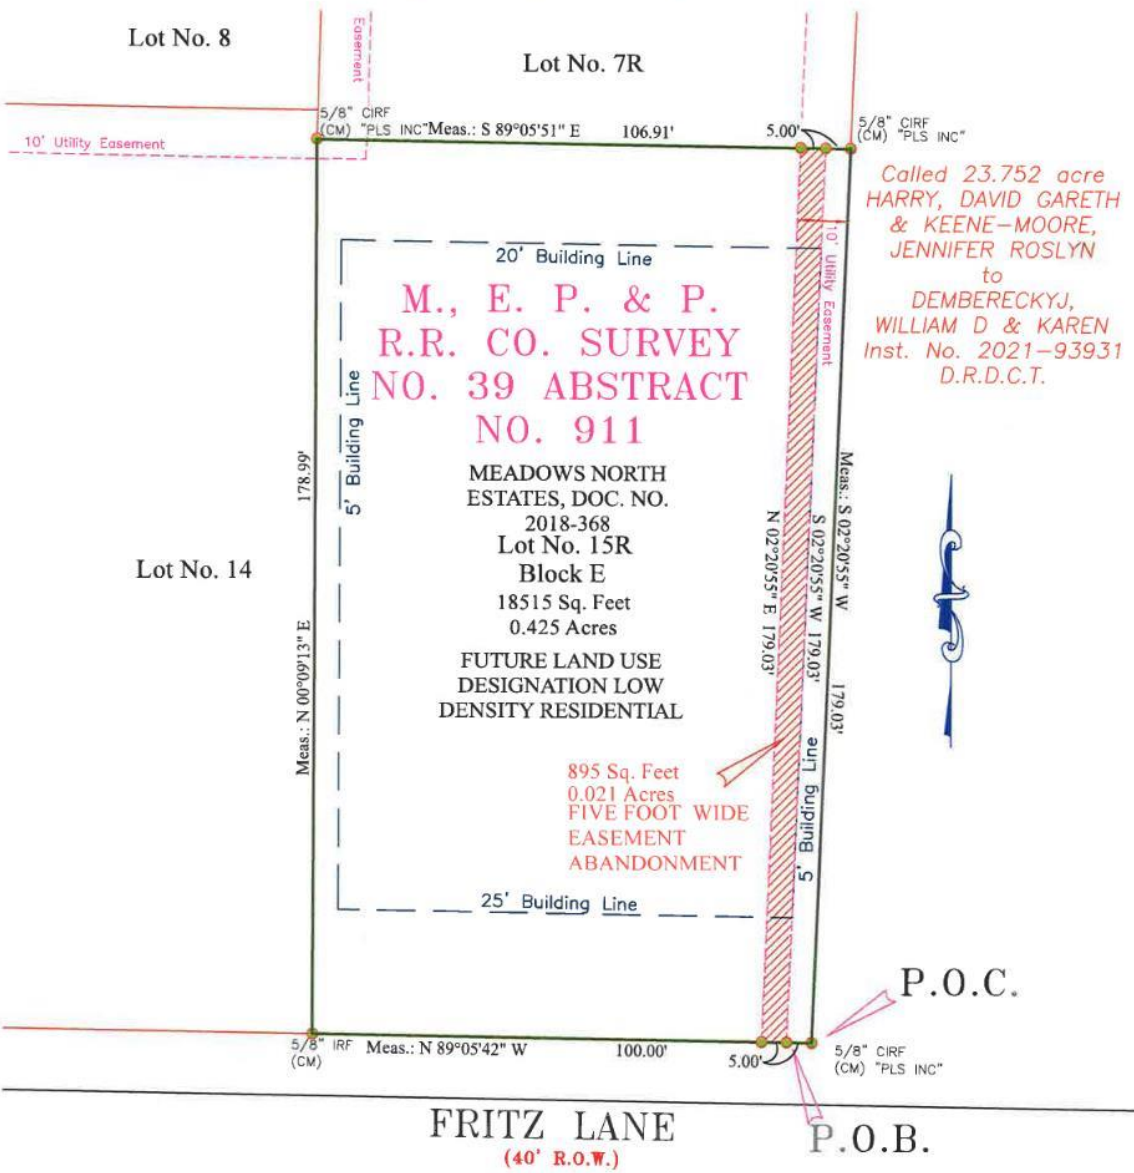 Lot No. 8
Easement
Lot No. 7R
5/8" CIRF
(CM) "PLS INC"
Meas.: S 89°05'51" E 106.91'
5.00'
5/8" CIRF
(CM) "PLS INC"
10' Utility Easement
Called 23.752 acre
HARRY, DAVID GARETH
& KEENE-MOORE,
JENNIFER ROSLYN
to
DEMBERECKYJ,
WILLIAM D & KAREN
Inst. No. 2021-93931
D.R.D.C.T.
10' Utility Easement
20' Building Line
M., E. P. & P.
R.R. CO. SURVEY
NO. 39 ABSTRACT
NO. 911
5' Building Line
MEADOWS NORTH
ESTATES, DOC. NO.
2018-368
Lot No. 15R
Block E
18515 Sq. Feet
0.425 Acres
FUTURE LAND USE
DESIGNATION LOW
DENSITY RESIDENTIAL
Lot No. 14
Meas.: N 00°09'13" E 178.99'
N 02°20'55" E 179.03'
S 02°20'55" W 179.03'
Meas.: S 02°20'55" W 179.03'
895 Sq. Feet
0.021 Acres
FIVE FOOT WIDE
EASEMENT
ABANDONMENT
5' Building Line
25' Building Line
P.O.C.
5/8" IRF
(CM)
Meas.: N 89°05'42" W 100.00'
5.00'
5/8" CIRF
(CM) "PLS INC"
FRITZ LANE
(40' R.O.W.)
P.O.B.